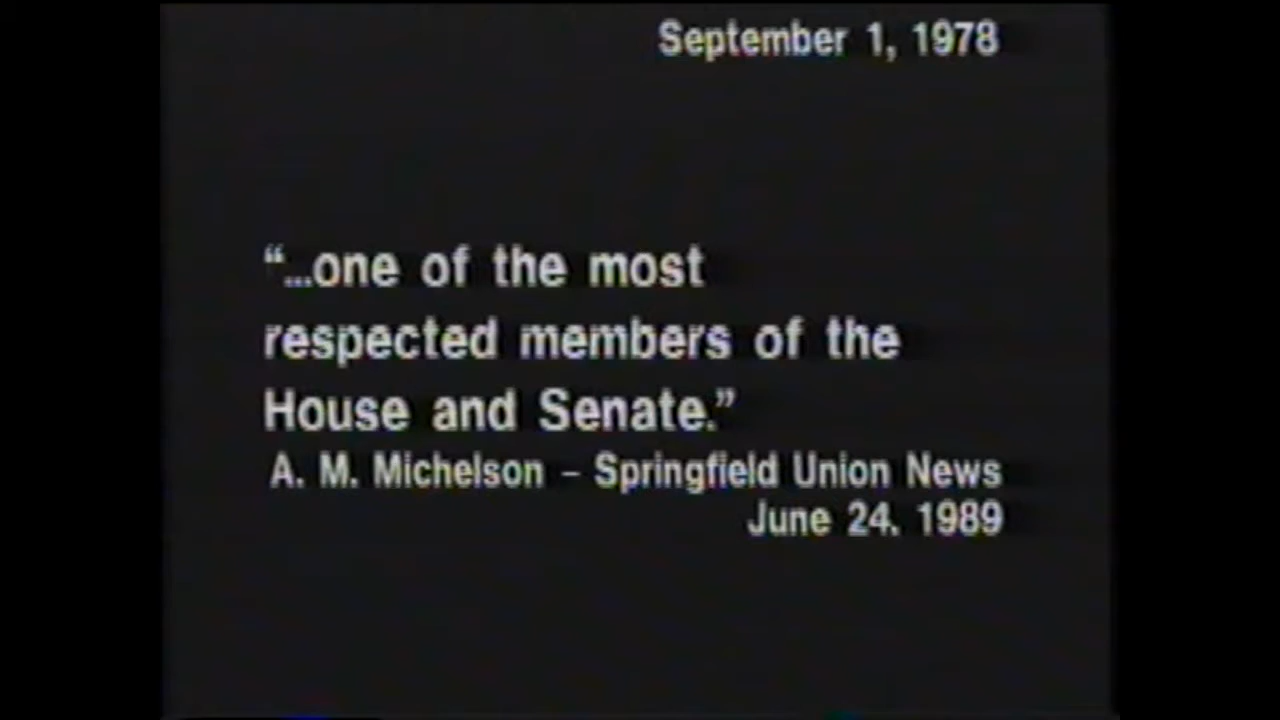 September 1, 1978
“...one of the most
respected members of the
House and Senate.”
A. M. Michelson – Springfield Union News
June 24. 1989